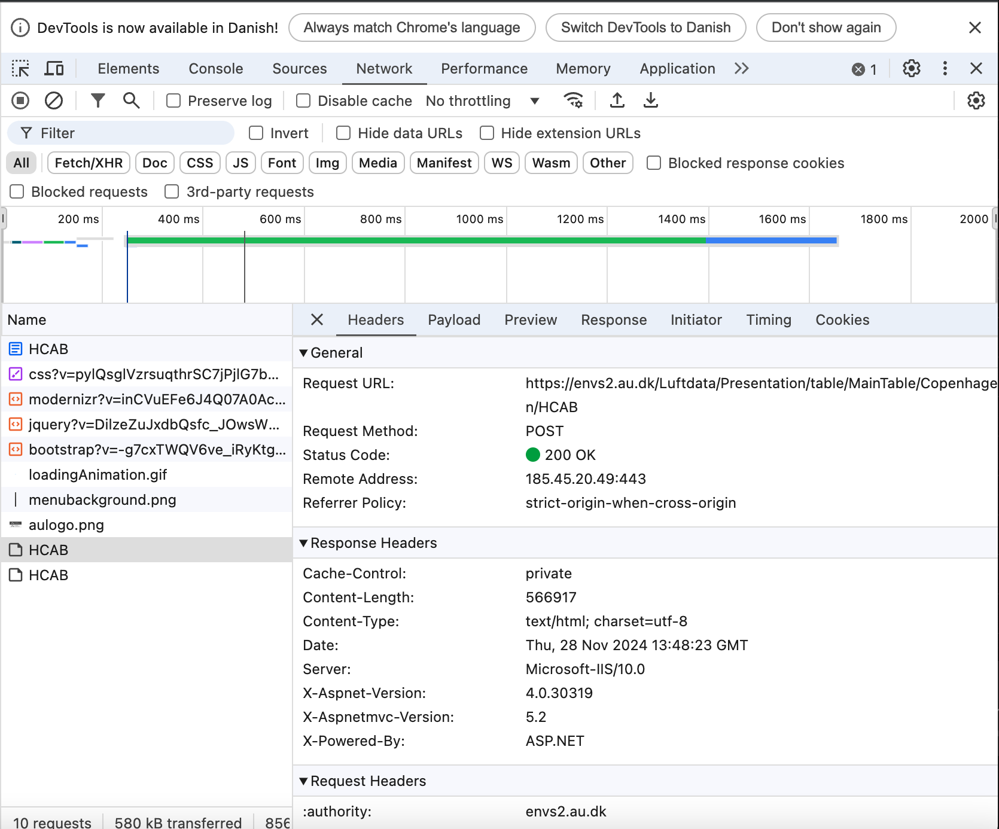 DevTools is now available in Danish! Always match Chrome's language Switch DevTools to Danish Don't show again
Elements Console Sources Network Performance Memory Application 1
Preserve log Disable cache No throttling
Filter Invert Hide data URLs Hide extension URLs
All Fetch/XHR Doc CSS JS Font Img Media Manifest WS Wasm Other Blocked response cookies
Blocked requests 3rd-party requests
200 ms 400 ms 600 ms 800 ms 1000 ms 1200 ms 1400 ms 1600 ms 1800 ms 2000
Name
HCAB
css?v=pylQsglVzrsuqthrSC7jPjlG7b...
modernizr?v=inCVuEFe6J4Q07A0Ac...
jquery?v=DilzeZuJxdbQsfc_JOwsW...
bootstrap?v=-g7cxTWQV6ve_iRyKtg...
loadingAnimation.gif
menubackground.png
aulogo.png
HCAB
HCAB
10 requests 580 kB transferred 856
Headers Payload Preview Response Initiator Timing Cookies
General
Request URL: https://envs2.au.dk/Luftdata/Presentation/table/MainTable/Copenhage
n/HCAB
Request Method: POST
Status Code: 200 OK
Remote Address: 185.45.20.49:443
Referrer Policy: strict-origin-when-cross-origin
Response Headers
Cache-Control: private
Content-Length: 566917
Content-Type: text/html; charset=utf-8
Date: Thu, 28 Nov 2024 13:48:23 GMT
Server: Microsoft-IIS/10.0
X-Aspnet-Version: 4.0.30319
X-Aspnetmvc-Version: 5.2
X-Powered-By: ASP.NET
Request Headers
:authority: envs2.au.dk